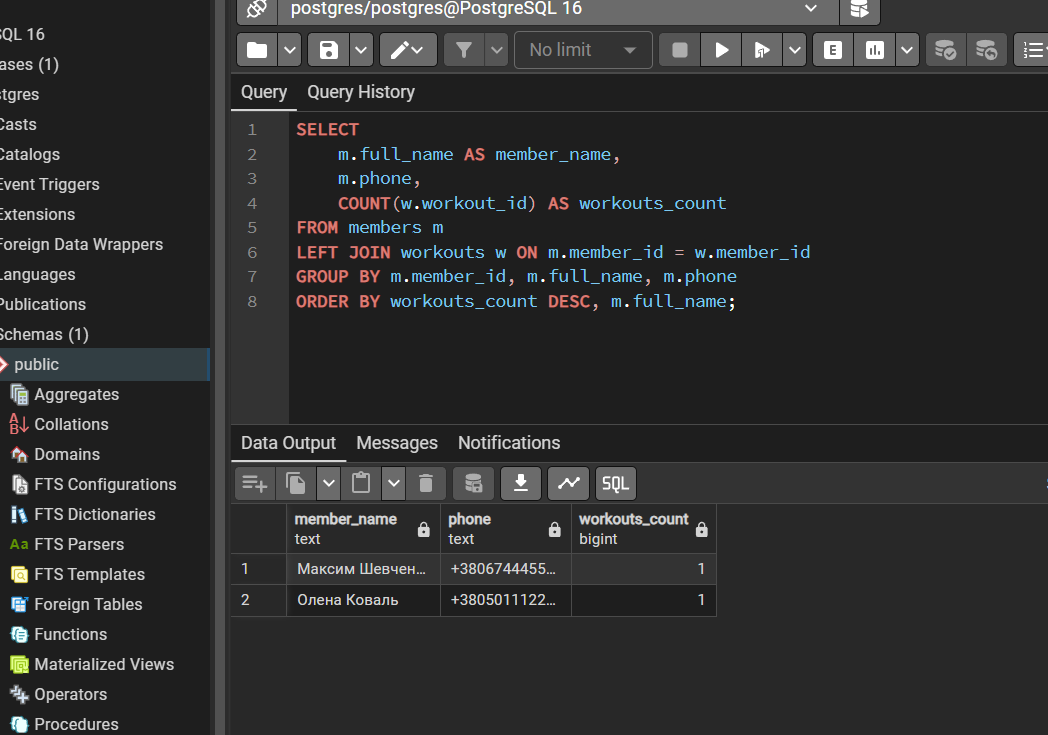 postgres/postgres@PostgreSQL 16
No limit
E
Query Query History
1 SELECT
2 m.full_name AS member_name,
3 m.phone,
4 COUNT(w.workout_id) AS workouts_count
5 FROM members m
6 LEFT JOIN workouts w ON m.member_id = w.member_id
7 GROUP BY m.member_id, m.full_name, m.phone
8 ORDER BY workouts_count DESC, m.full_name;
Data Output Messages Notifications
SQL
member_name phone workouts_count
text text bigint
1 Максим Шевчен... +3806744455... 1
2 Олена Коваль +3805011122... 1
SQL 16
ases (1)
tgres
Casts
Catalogs
Event Triggers
Extensions
Foreign Data Wrappers
Languages
Publications
Schemas (1)
public
Aggregates
Collations
Domains
FTS Configurations
FTS Dictionaries
Aa FTS Parsers
FTS Templates
Foreign Tables
Functions
Materialized Views
Operators
Procedures